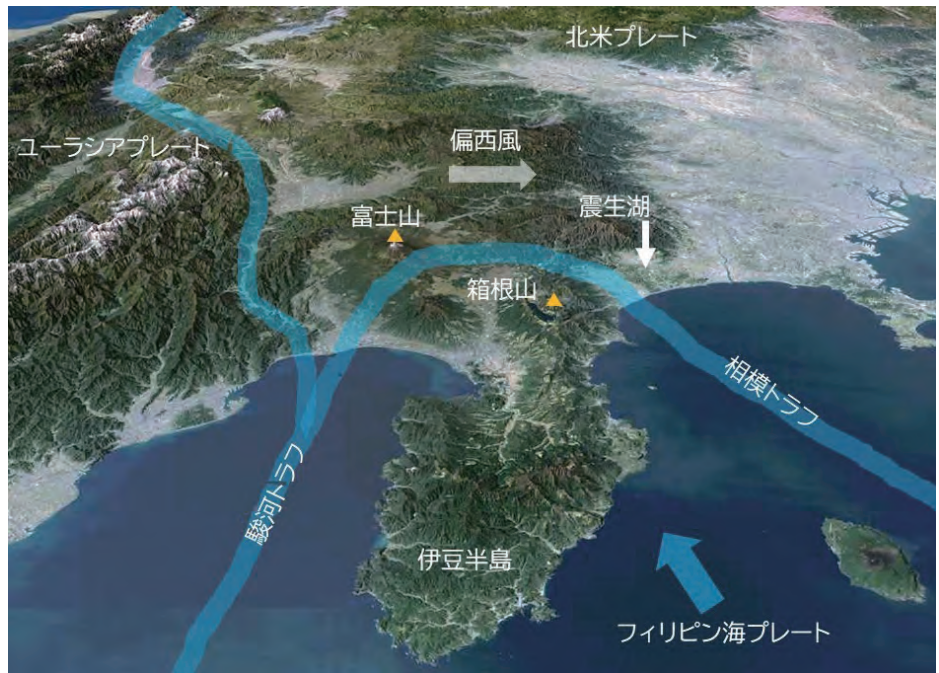 北米プレート
偏西風
ユーラシアプレート
震生湖
富士山
箱根山
相模トラフ
駿河トラフ
伊豆半島
フィリピン海プレート